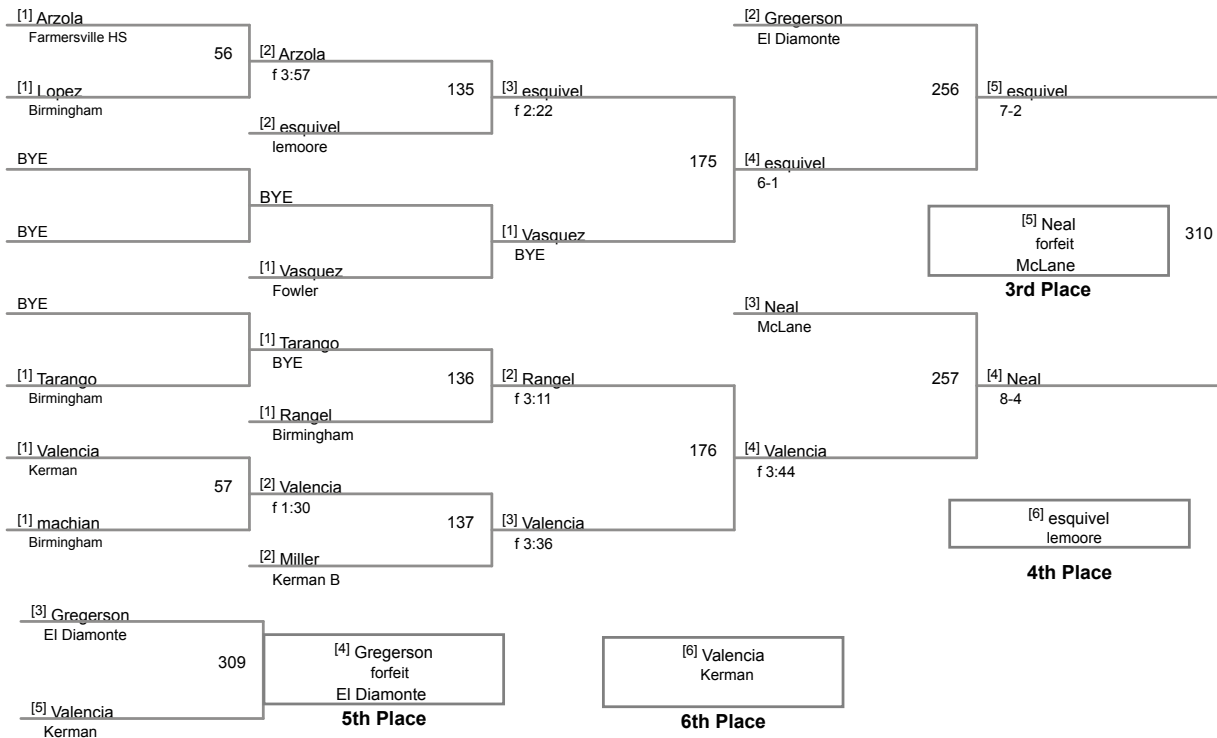 [1] Arzola
Farmersville HS
56
[1] Lopez
Birmingham
BYE
BYE
BYE
[1] Tarango
Birmingham
[1] Valencia
Kerman
57
[1] machian
Birmingham
[2] Arzola
f 3:57
135
[2] esquivel
lemoore
BYE
[1] Vasquez
Fowler
[1] Tarango
BYE
136
[1] Rangel
Birmingham
[2] Valencia
f 1:30
137
[2] Miller
Kerman B
[3] esquivel
f 2:22
175
[1] Vasquez
BYE
[2] Rangel
f 3:11
176
[3] Valencia
f 3:36
[2] Gregerson
El Diamonte
256
[4] esquivel
6-1
[3] Neal
McLane
257
[4] Valencia
f 3:44
[5] esquivel
7-2
[5] Neal
forfeit
McLane
310
3rd Place
[4] Neal
8-4
[6] esquivel
lemoore
4th Place
[3] Gregerson
El Diamonte
309
[5] Valencia
Kerman
[4] Gregerson
forfeit
El Diamonte
5th Place
[6] Valencia
Kerman
6th Place